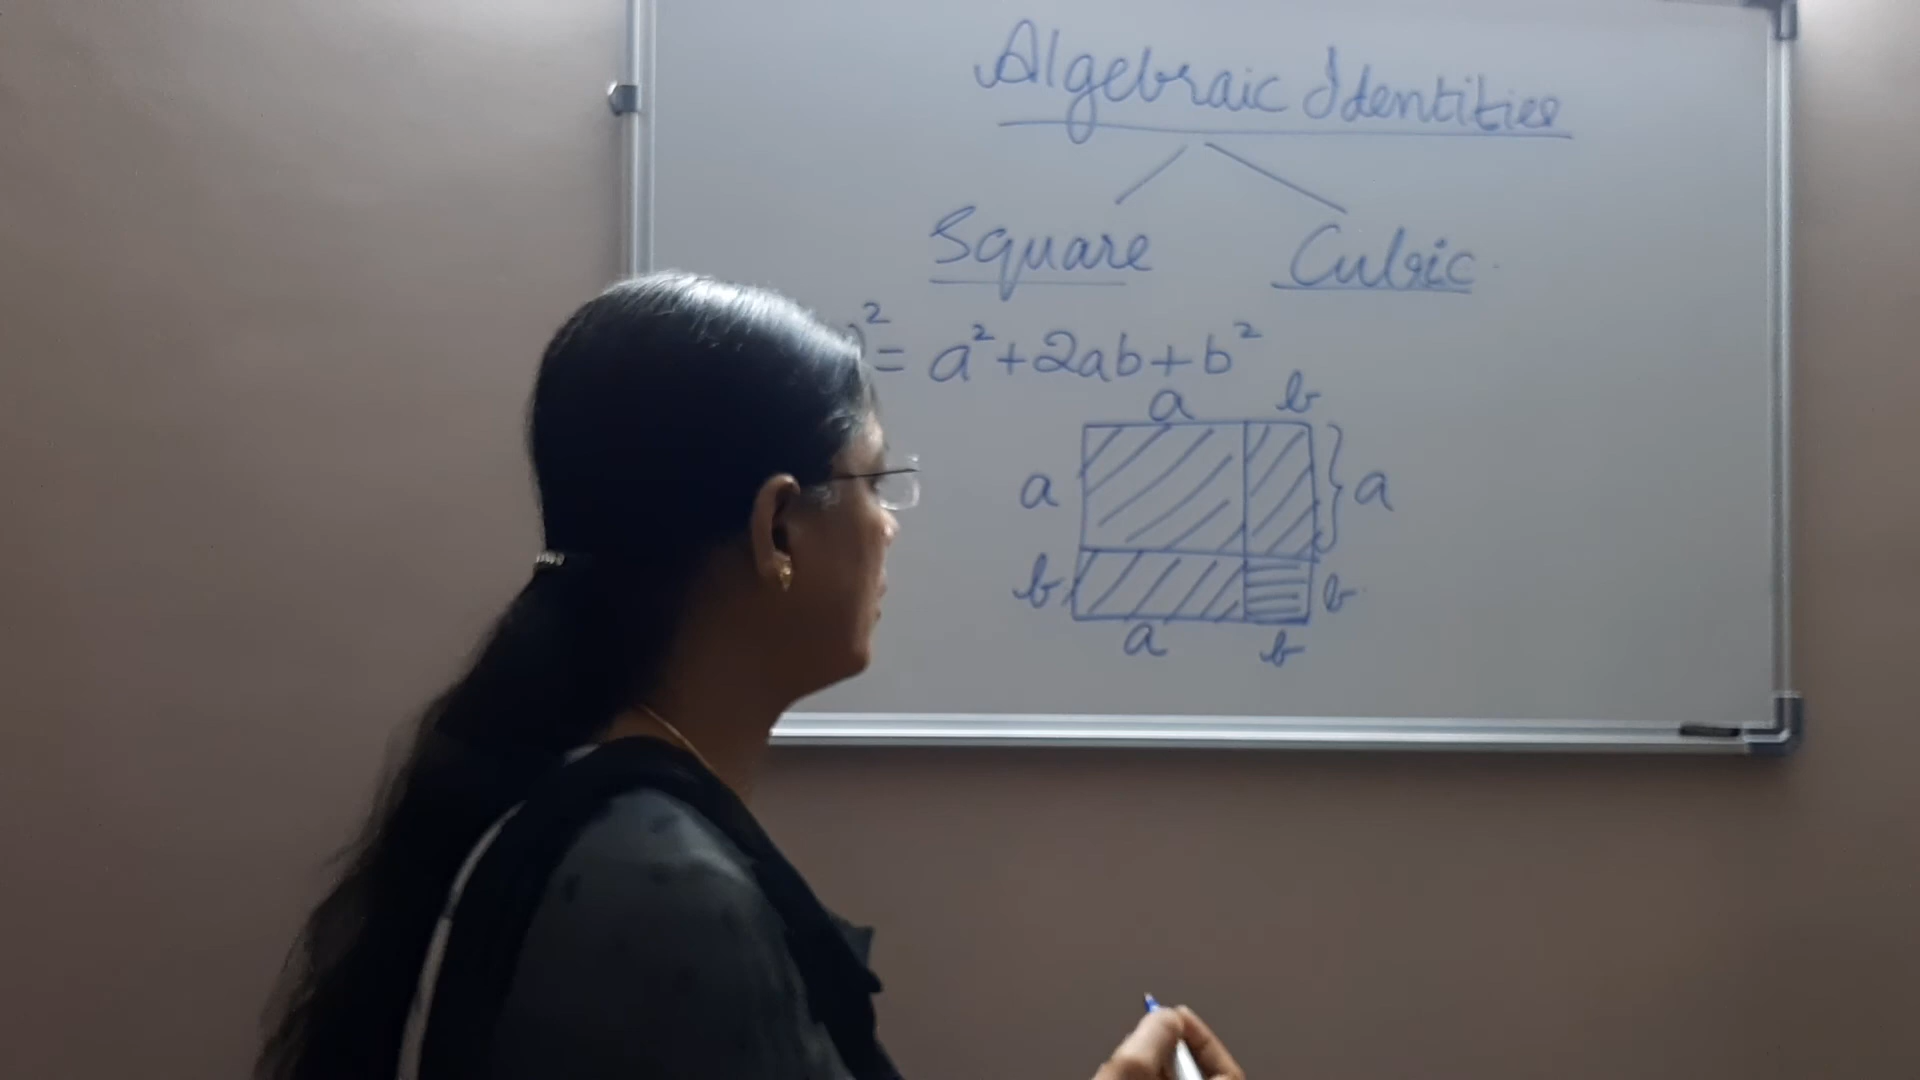 Algebraic Identities
Square Cubic
)² = a² + 2ab + b²
a b
a a
b b
a b